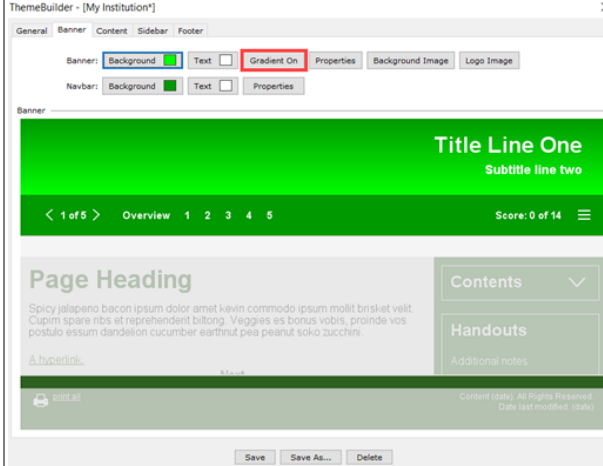 ThemeBuilder - [My Institution*]
General Banner Content Sidebar Footer
Banner: Background Text Gradient On Properties Background Image Logo Image
Navbar: Background Text Properties
Banner
Title Line One
Subtitle line two
< 1 of 5 > Overview 1 2 3 4 5 Score: 0 of 14
Page Heading
Spicy jalapeno bacon ipsum dolor amet kevin commodo ipsum mollit brisket velit.
Cupim spare ribs et reprehenderit biltong. Veggies es bonus vobis, proinde vos
postulo essum dandelion cucumber earthnut pea peanut soko zucchini.
A hyperlink.
Next
Contents
Handouts
Additional notes
print all
Content (date). All Rights Reserved.
Date last modified: (date)
Save Save As... Delete